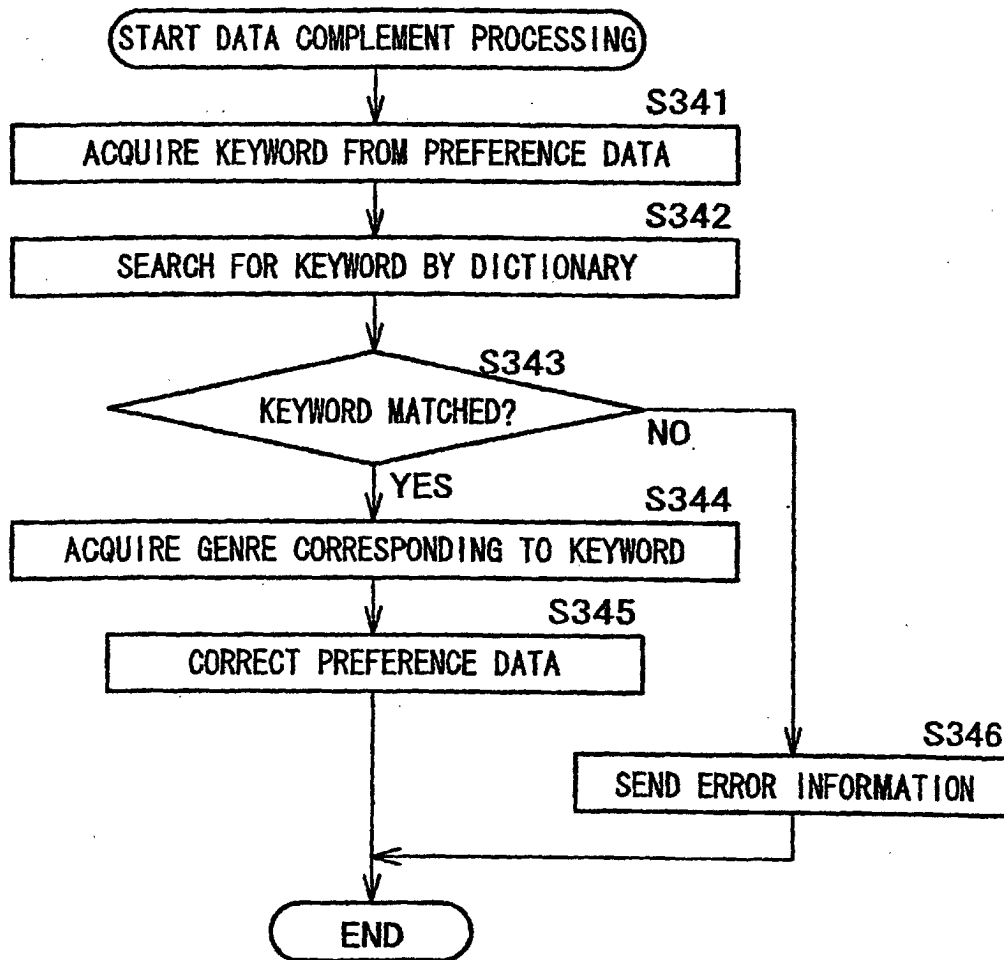 START DATA COMPLEMENT PROCESSING
S341
ACQUIRE KEYWORD FROM PREFERENCE DATA
S342
SEARCH FOR KEYWORD BY DICTIONARY
S343
KEYWORD MATCHED?
NO
YES
S344
ACQUIRE GENRE CORRESPONDING TO KEYWORD
S345
CORRECT PREFERENCE DATA
S346
SEND ERROR INFORMATION
END